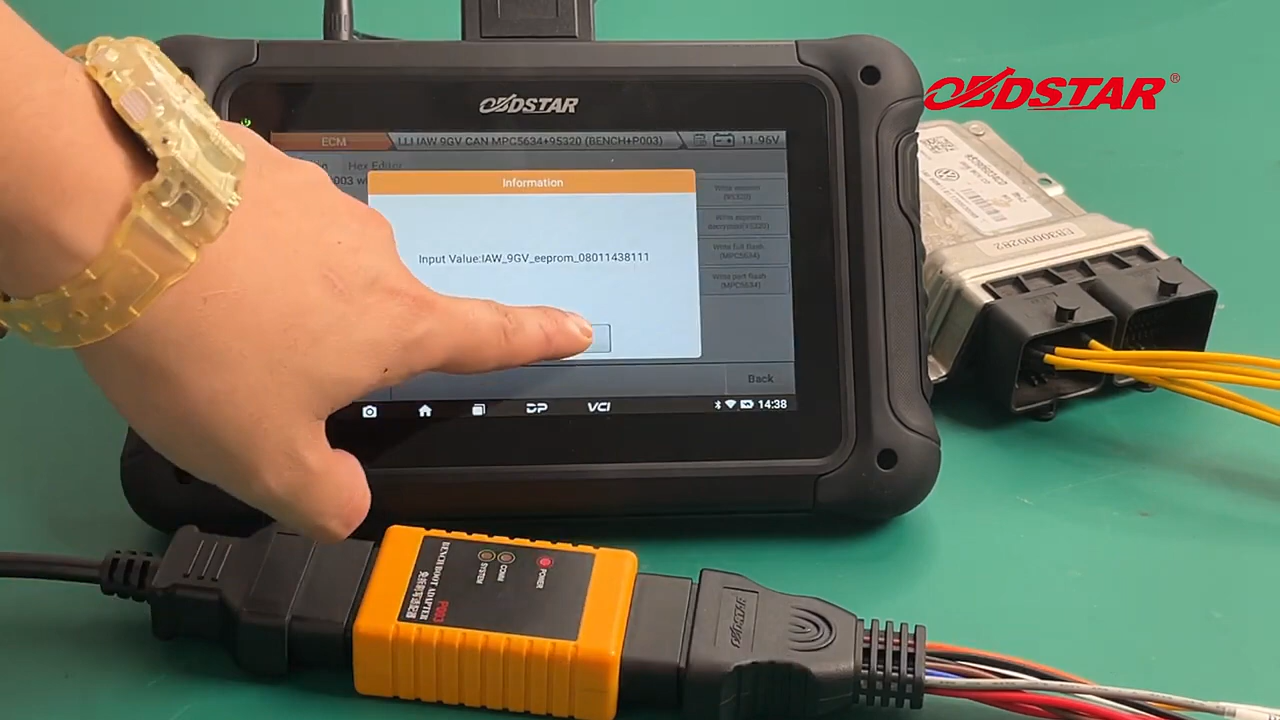 OBDSTAR®
OBDSTAR
ECM
LLI IAW 9GV CAN MPC5634+95320 (BENCH+P003)
11.96V
Hex Editor
Information
Input Value:IAW_9GV_eeprom_08011438111
Write eeprom
(95320)
Write full flash
(MPC5634)
Write part flash
(MPC5634)
Back
DP
VCI
14:38
EB30000282
POWER
COMM
SYSTEM
P003
BENCH BOOT ADAPTER
OBDSTAR